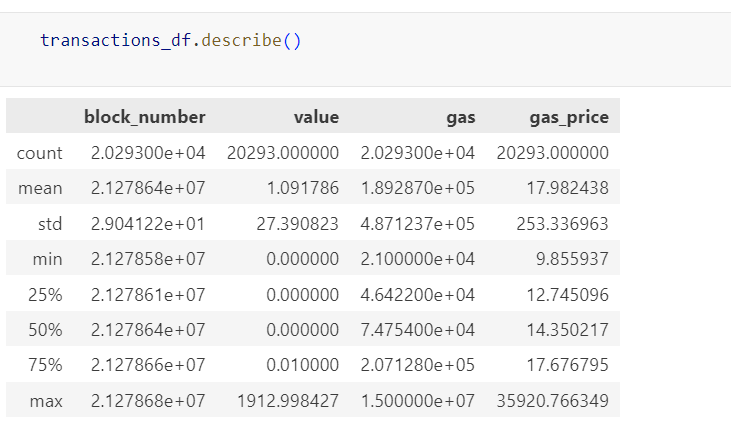 transactions_df.describe()
block_number value gas gas_price
count 2.029300e+04 20293.000000 2.029300e+04 20293.000000
mean 2.127864e+07 1.091786 1.892870e+05 17.982438
std 2.904122e+01 27.390823 4.871237e+05 253.336963
min 2.127858e+07 0.000000 2.100000e+04 9.855937
25% 2.127861e+07 0.000000 4.642200e+04 12.745096
50% 2.127864e+07 0.000000 7.475400e+04 14.350217
75% 2.127866e+07 0.010000 2.071280e+05 17.676795
max 2.127868e+07 1912.998427 1.500000e+07 35920.766349